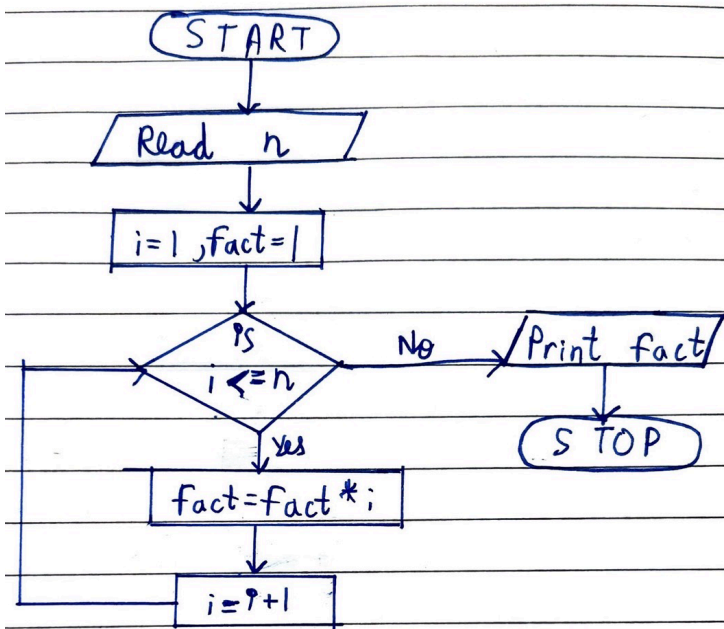 START
Read n
i=1, fact=1
is
i<=n
No
Print fact
STOP
Yes
fact=fact*i
i=i+1